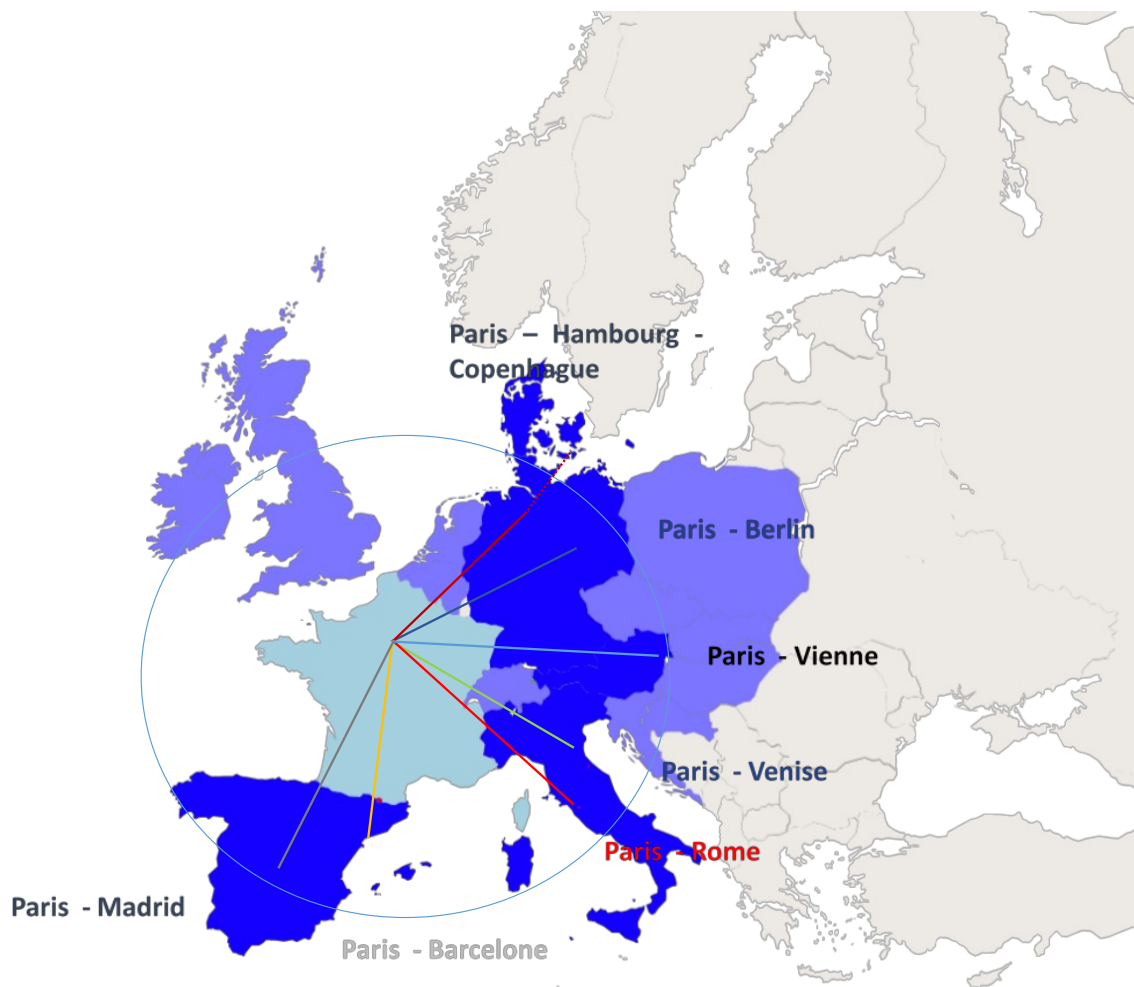 Paris – Hambourg -
Copenhague
Paris - Berlin
Paris - Vienne
Paris - Venise
Paris - Rome
Paris - Madrid
Paris - Barcelone